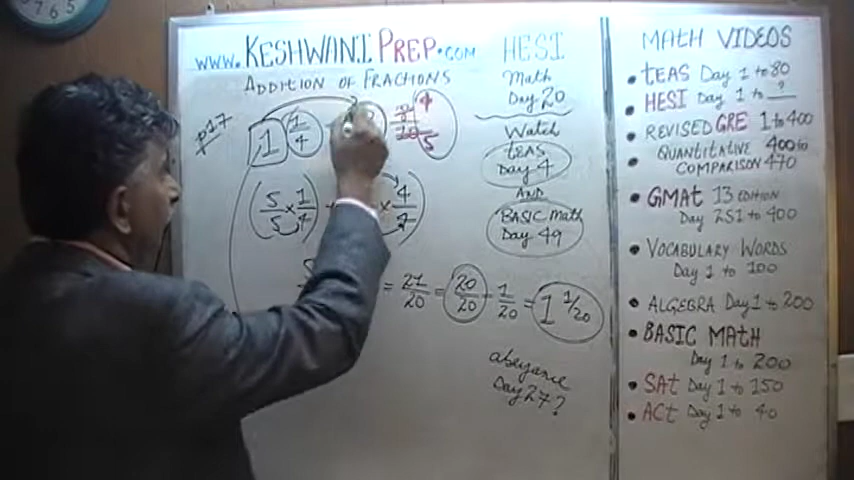 www.KESHWANI PREP.com
ADDITION OF FRACTIONS
p17
1 1/4
8/10 4/5
(5/5 × 1/4) + × 4/
= 21/20 = 20/20 + 1/20 = 1 1/20
HESI
Math
Day 20
Watch
TEAS
Day 4
AND
BASIC Math
Day 49
abeyance
Day 27?
MATH VIDEOS
• TEAS Day 1 to 80
• HESI Day 1 to ?
• REVISED GRE 1 to 400
• QUANTITATIVE 400 to
COMPARISON 470
• GMAT 13 EDITION
Day 251 to 400
• VOCABULARY WORDS
Day 1 to 100
• ALGEBRA Day 1 to 200
• BASIC MATH
Day 1 to 200
• SAT Day 1 to 150
• ACT Day 1 to 40
7 6 5